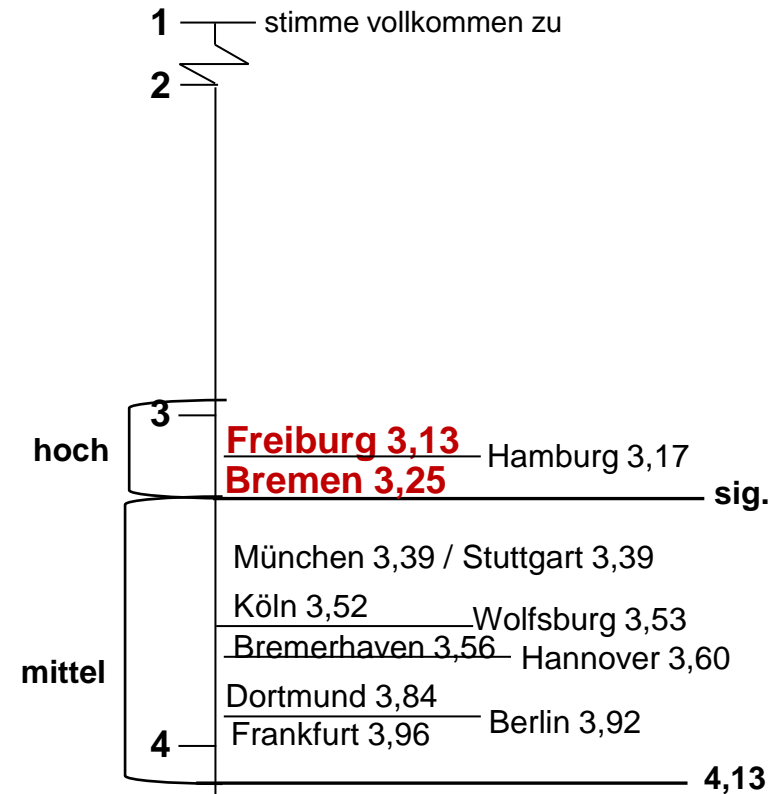 1 stimme vollkommen zu
2
3
hoch
Freiburg 3,13
Hamburg 3,17
Bremen 3,25
sig.
München 3,39 / Stuttgart 3,39
Köln 3,52
Wolfsburg 3,53
Bremerhaven 3,56
Hannover 3,60
mittel
Dortmund 3,84
Berlin 3,92
Frankfurt 3,96
4
4,13